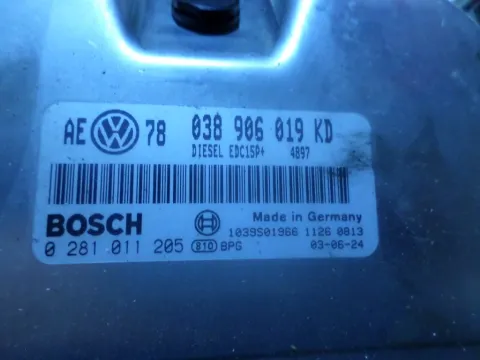 AE VW 78 038 906 019 KD
DIESEL EDC15P+ 4897
BOSCH Made in Germany
0 281 011 205 810 BPG 1039S01966 1126 0813
03-06-24